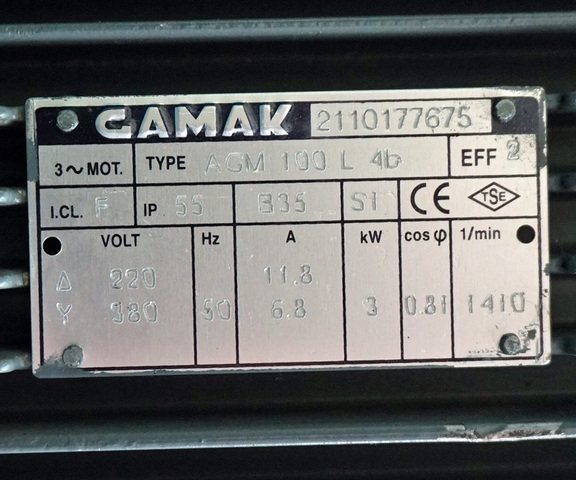 GAMAK 2110177675
3~MOT. TYPE AGM 100 L 4b EFF 2
I.CL. F IP 55 B35 S1 CE TSE
VOLT Hz A kW cos φ 1/min
Δ 220 11.8
Y 380 50 6.8 3 0.81 1410